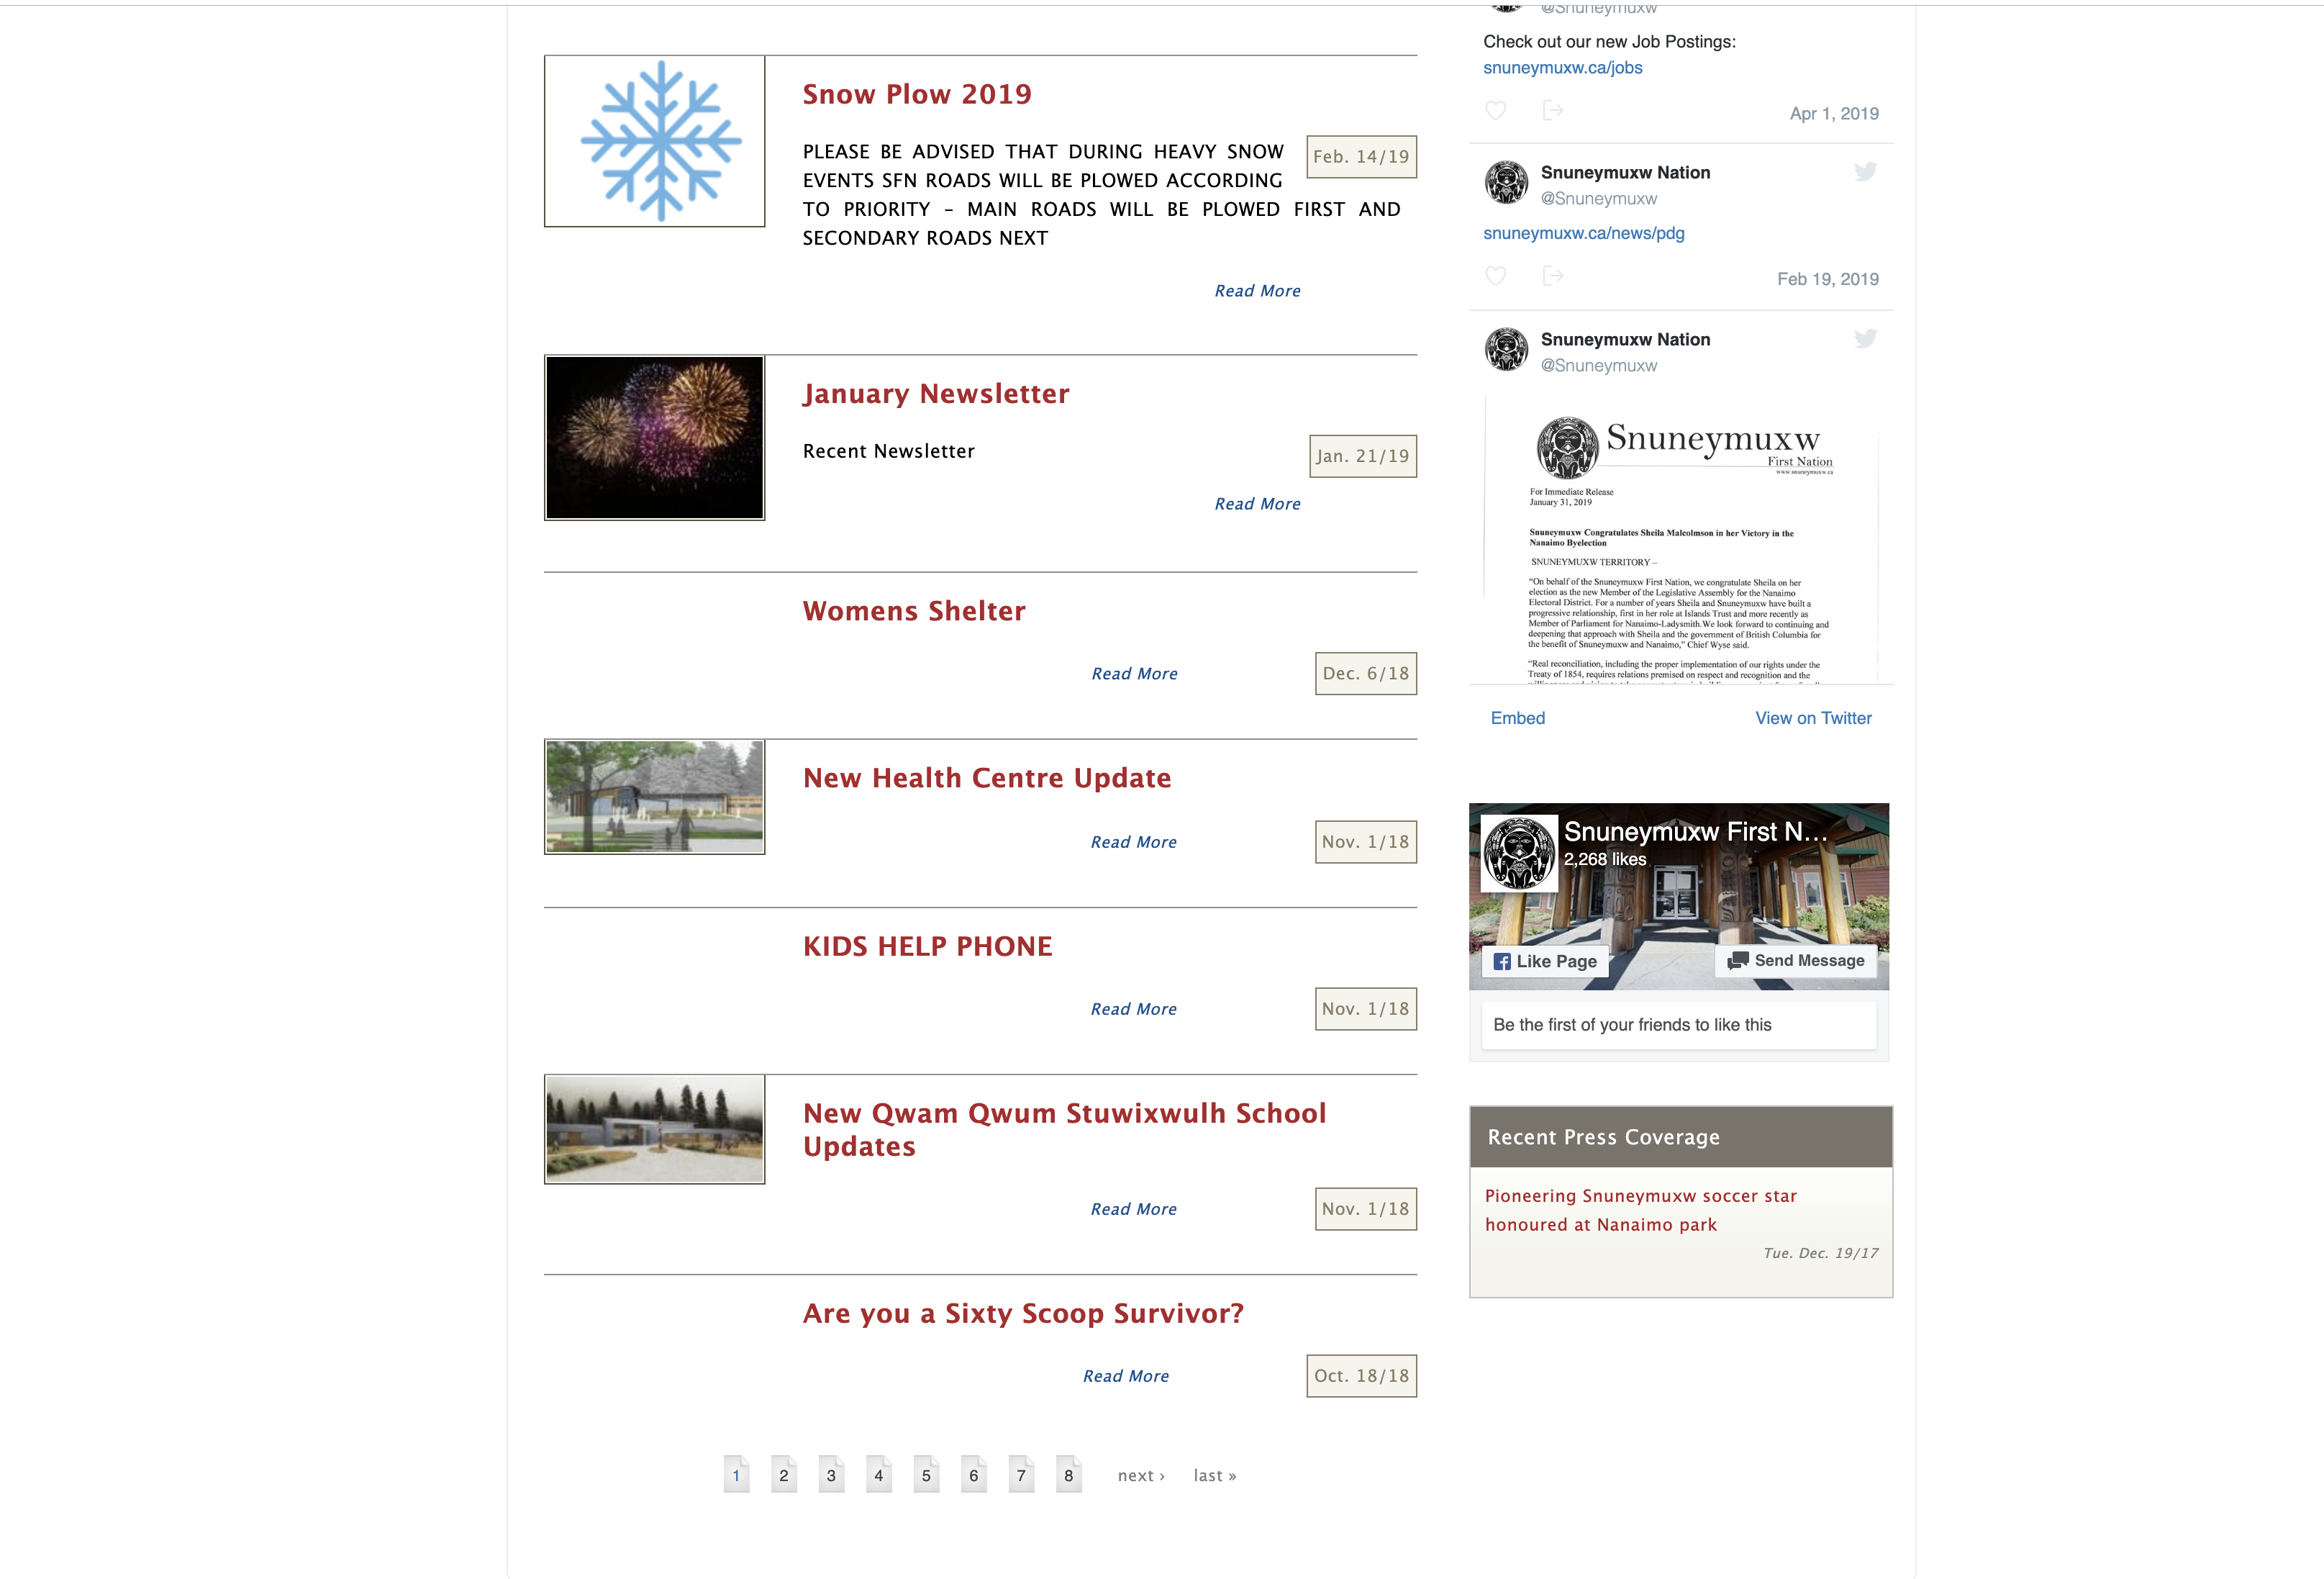 Snow Plow 2019
PLEASE BE ADVISED THAT DURING HEAVY SNOW
EVENTS SFN ROADS WILL BE PLOWED ACCORDING
TO PRIORITY – MAIN ROADS WILL BE PLOWED FIRST AND
SECONDARY ROADS NEXT
Feb. 14/19
Read More
January Newsletter
Recent Newsletter
Jan. 21/19
Read More
Womens Shelter
Read More
Dec. 6/18
New Health Centre Update
Read More
Nov. 1/18
KIDS HELP PHONE
Read More
Nov. 1/18
New Qwam Qwum Stuwixwulh School
Updates
Read More
Nov. 1/18
Are you a Sixty Scoop Survivor?
Read More
Oct. 18/18
1 2 3 4 5 6 7 8 next › last »
@Snuneymuxw
Check out our new Job Postings:
snuneymuxw.ca/jobs
Apr 1, 2019
Snuneymuxw Nation
@Snuneymuxw
snuneymuxw.ca/news/pdg
Feb 19, 2019
Snuneymuxw Nation
@Snuneymuxw
Snuneymuxw
First Nation
www.snuneymuxw.ca
For Immediate Release
January 31, 2019
Snuneymuxw Congratulates Sheila Malcolmson in her Victory in the
Nanaimo Byelection
SNUNEYMUXW TERRITORY –
“On behalf of the Snuneymuxw First Nation, we congratulate Sheila on her
election as the new Member of the Legislative Assembly for the Nanaimo
Electoral District. For a number of years Sheila and Snuneymuxw have built a
progressive relationship, first in her role at Islands Trust and more recently as
Member of Parliament for Nanaimo-Ladysmith.We look forward to continuing and
deepening that approach with Sheila and the government of British Columbia for
the benefit of Snuneymuxw and Nanaimo,” Chief Wyse said.
“Real reconciliation, including the proper implementation of our rights under the
Treaty of 1854, requires relations premised on respect and recognition and the
Embed
View on Twitter
Snuneymuxw First N...
2,268 likes
Like Page
Send Message
Be the first of your friends to like this
Recent Press Coverage
Pioneering Snuneymuxw soccer star
honoured at Nanaimo park
Tue. Dec. 19/17